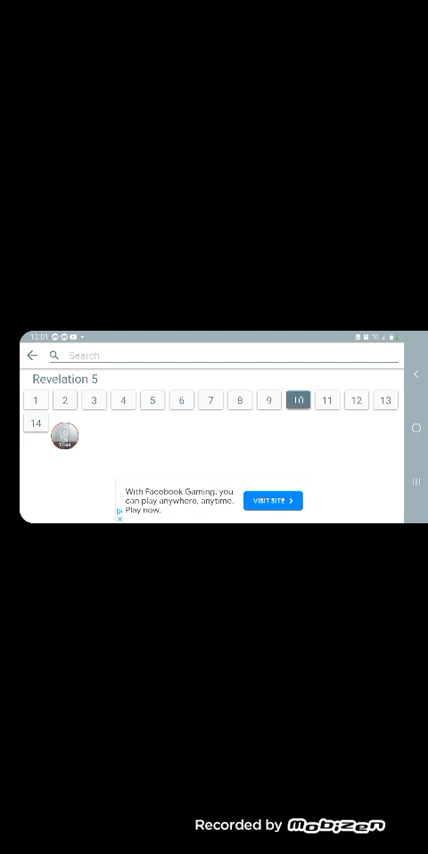 12:01
Search
Revelation 5
1 2 3 4 5 6 7 8 9 10 11 12 13
14
With Facebook Gaming, you
can play anywhere, anytime.
Play now.
VISIT SITE
Recorded by Mobizen